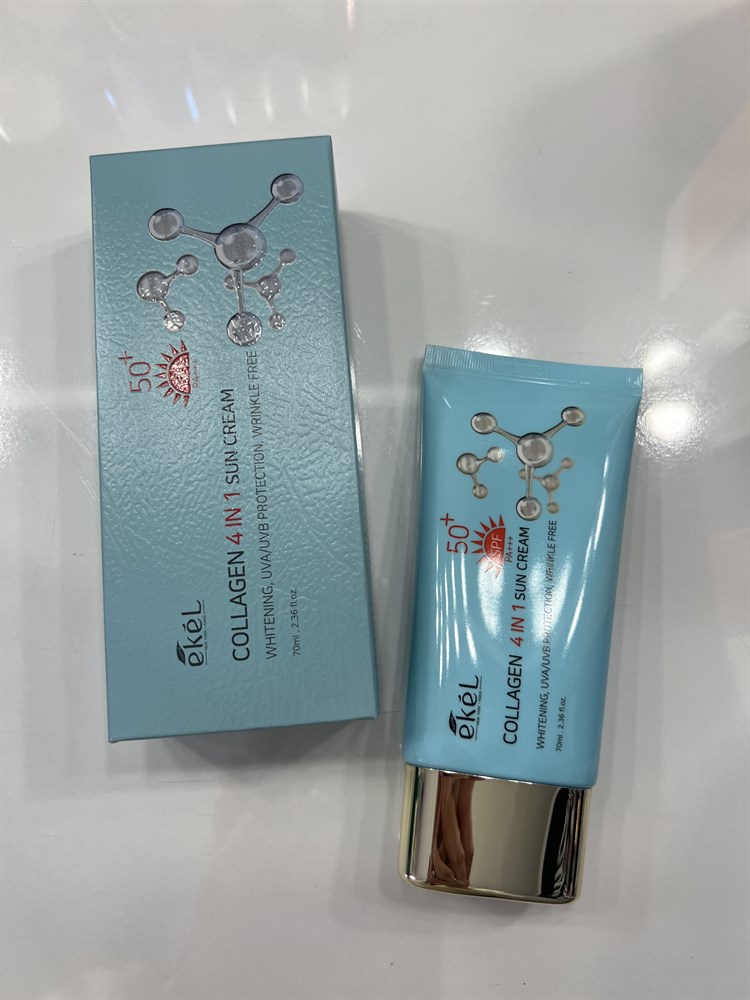 50+
ekéL
COLLAGEN 4 IN 1 SUN CREAM
WHITENING, UVA/UVB PROTECTION, WRINKLE FREE
70ml . 2.36 fl.oz.
50+
SPF
PA+++
ekéL
COLLAGEN 4 IN 1 SUN CREAM
WHITENING, UVA/UVB PROTECTION, WRINKLE FREE
70ml . 2.36 fl.oz.